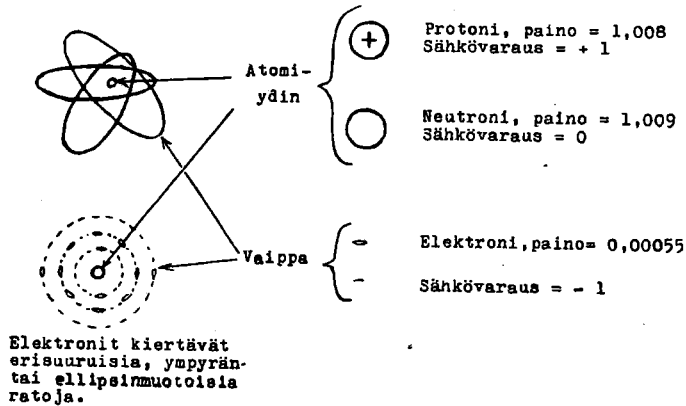 Protoni, paino = 1,008
Sähkövaraus = + 1
Atomi-
ydin
+
Neutroni, paino = 1,009
Sähkövaraus = 0
Vaippa
-
Elektroni,paino= 0,00055
-
Sähkövaraus = - 1
Elektronit kiertävät
erisuuruisia, ympyrän-
tai ellipsinmuotoisia
ratoja.